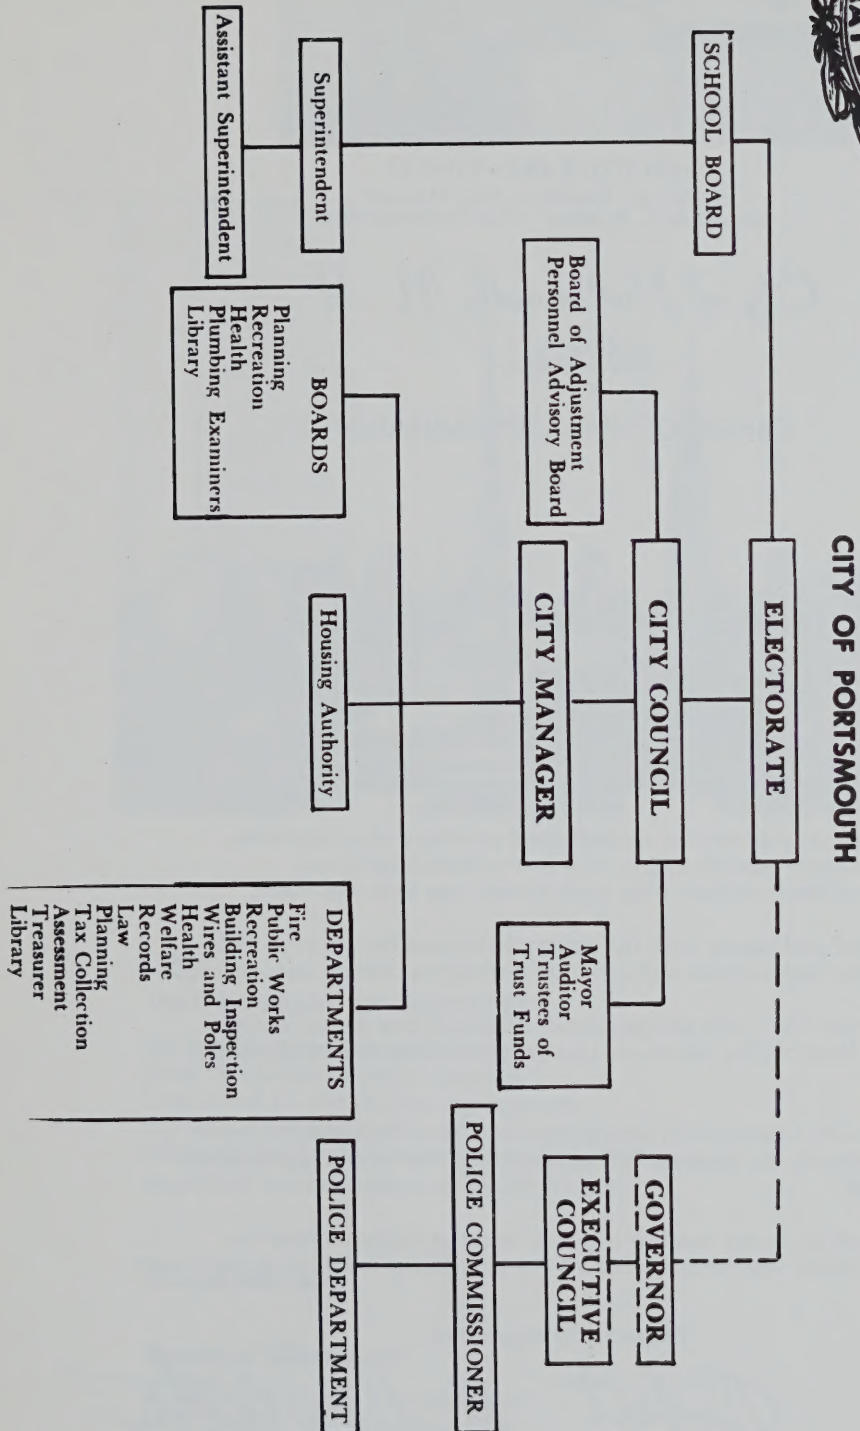 CITY OF PORTSMOUTH
ELECTORATE
SCHOOL BOARD
CITY COUNCIL
GOVERNOR
Board of Adjustment
Personnel Advisory Board
Mayor
Auditor
Trustees of
Trust Funds
EXECUTIVE
COUNCIL
CITY MANAGER
POLICE COMMISSIONER
Superintendent
Assistant Superintendent
BOARDS
Planning
Recreation
Health
Plumbing Examiners
Library
Housing Authority
DEPARTMENTS
Fire
Public Works
Recreation
Building Inspection
Wires and Poles
Health
Welfare
Records
Law
Planning
Tax Collection
Assessment
Treasurer
Library
POLICE DEPARTMENT